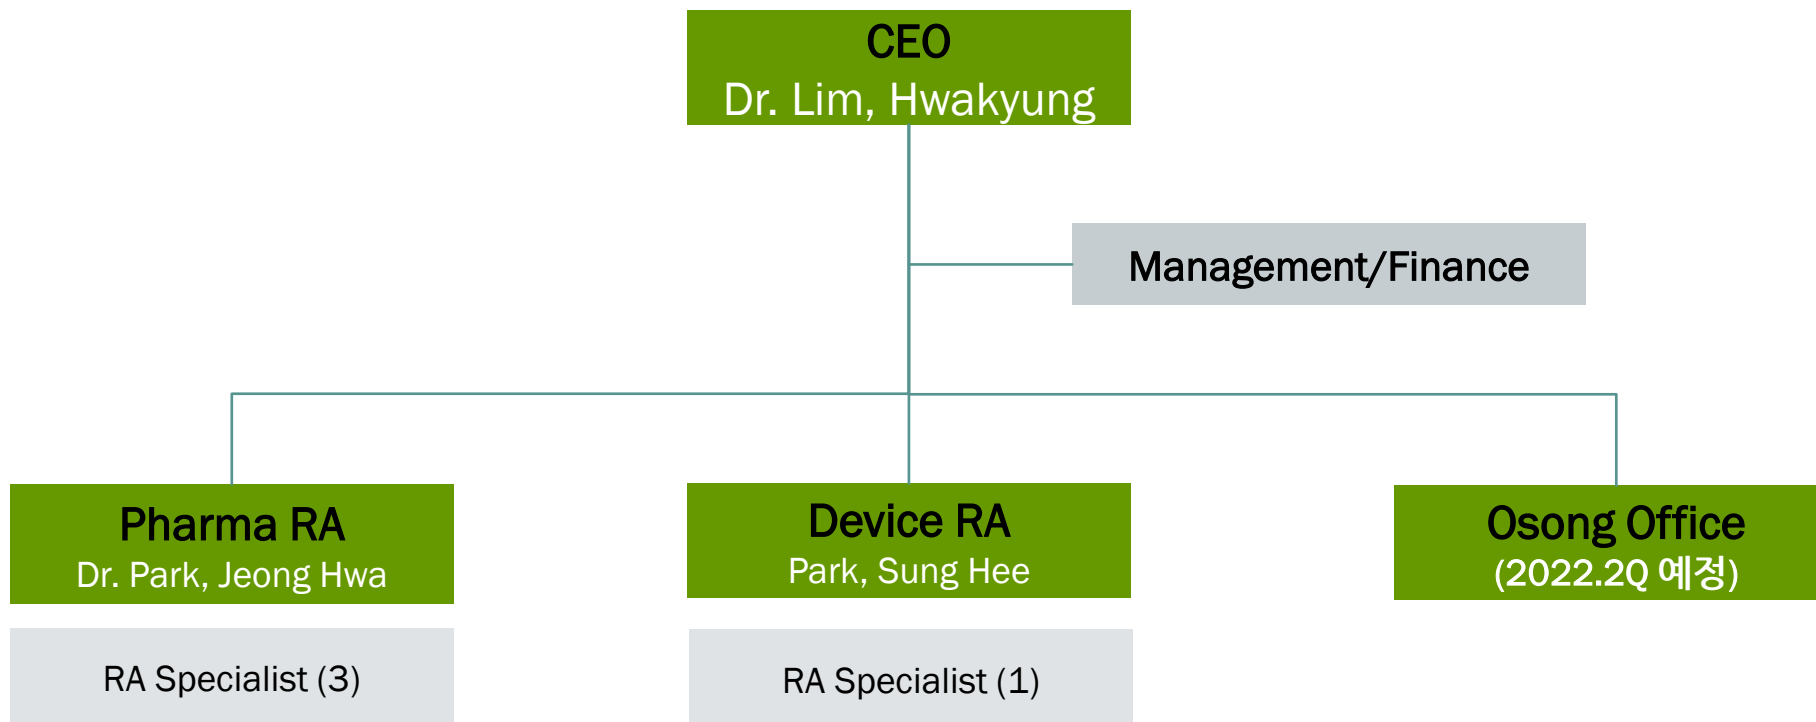 CEO
Dr. Lim, Hwakyung
Management/Finance
Pharma RA
Dr. Park, Jeong Hwa
Device RA
Park, Sung Hee
Osong Office
(2022.2Q 예정)
RA Specialist (3)
RA Specialist (1)